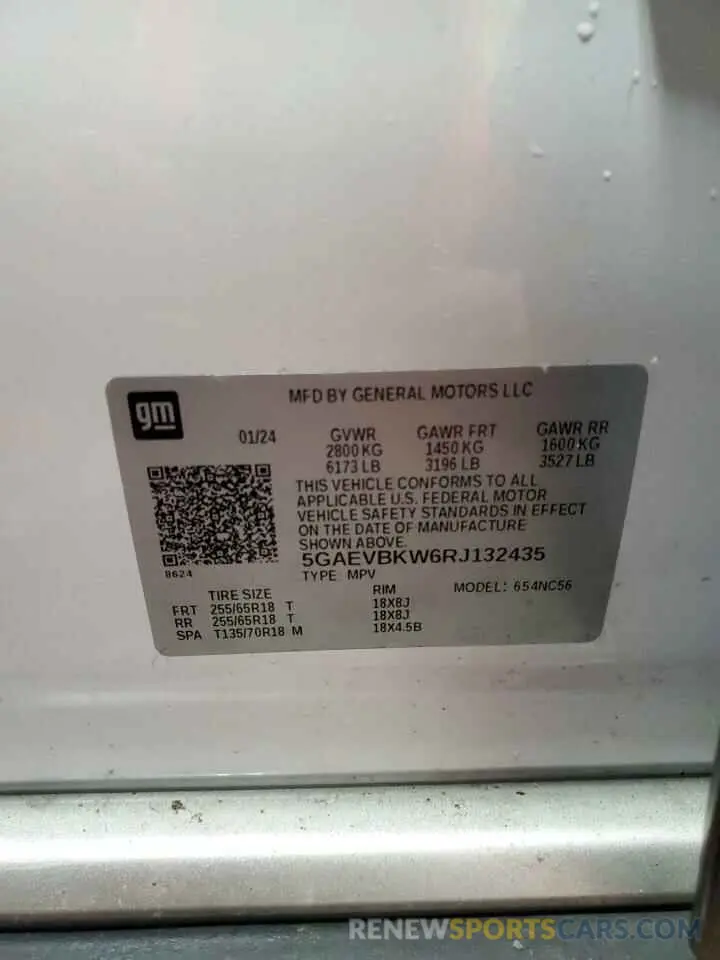 gm
MFD BY GENERAL MOTORS LLC
01/24 GVWR GAWR FRT GAWR RR
2800 KG 1450 KG 1600 KG
6173 LB 3196 LB 3527 LB
THIS VEHICLE CONFORMS TO ALL
APPLICABLE U.S. FEDERAL MOTOR
VEHICLE SAFETY STANDARDS IN EFFECT
ON THE DATE OF MANUFACTURE
SHOWN ABOVE.
5GAEVBKW6RJ132435
8624
TYPE: MPV
MODEL: 654NC56
TIRE SIZE RIM
FRT 255/65R18 T 18X8J
RR 255/65R18 T 18X8J
SPA T135/70R18 M 18X4.5B
RENEWSPORTSCARS.COM